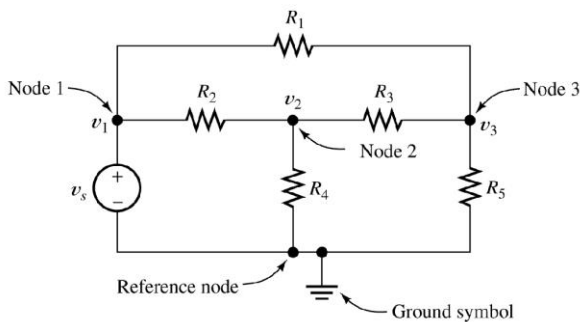 R1
Node 1
R2
v2
R3
Node 3
v1
v3
Node 2
+
vs
−
R4
R5
Reference node
Ground symbol